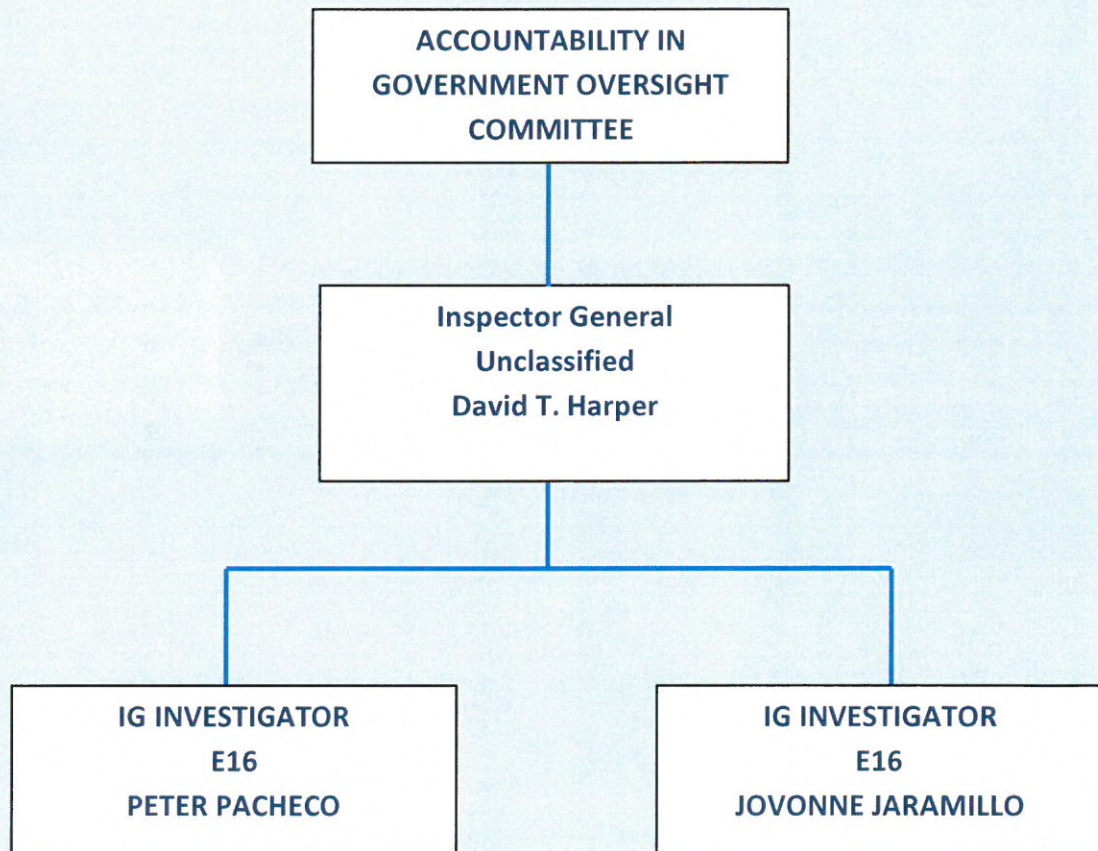 ACCOUNTABILITY IN
GOVERNMENT OVERSIGHT
COMMITTEE
Inspector General
Unclassified
David T. Harper
IG INVESTIGATOR
E16
PETER PACHECO
IG INVESTIGATOR
E16
JOVONNE JARAMILLO